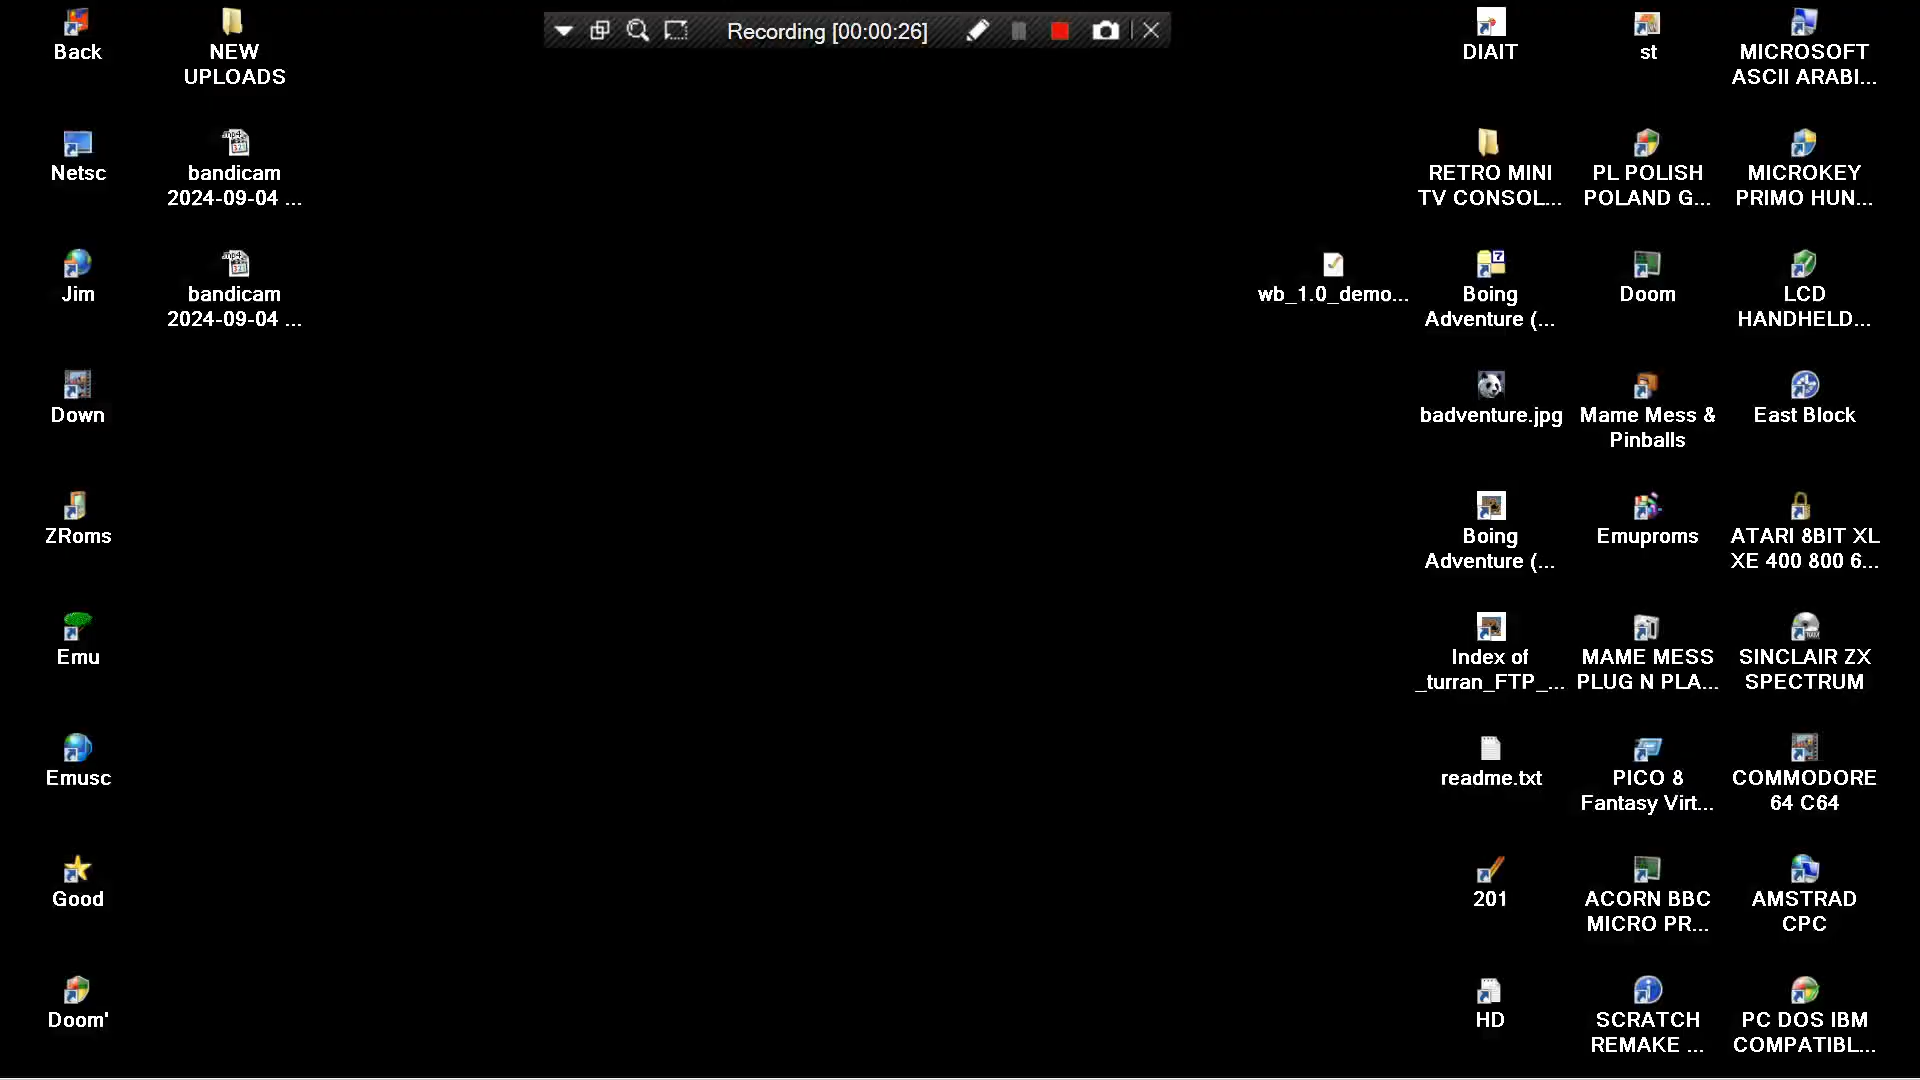 Recording [00:00:26]
Back
NEW
UPLOADS
DIAIT
st
MICROSOFT
ASCII ARABI...
Netsc
bandicam
2024-09-04 ...
RETRO MINI
TV CONSOL...
PL POLISH
POLAND G...
MICROKEY
PRIMO HUN...
Jim
bandicam
2024-09-04 ...
wb_1.0_demo...
Boing
Adventure (...
Doom
LCD
HANDHELD...
Down
badventure.jpg
Mame Mess &
Pinballs
East Block
ZRoms
Boing
Adventure (...
Emuproms
ATARI 8BIT XL
XE 400 800 6...
Emu
Index of
_turran_FTP_...
MAME MESS
PLUG N PLA...
SINCLAIR ZX
SPECTRUM
Emusc
readme.txt
PICO 8
Fantasy Virt...
COMMODORE
64 C64
Good
201
ACORN BBC
MICRO PR...
AMSTRAD
CPC
Doom'
HD
SCRATCH
REMAKE ...
PC DOS IBM
COMPATIBL...